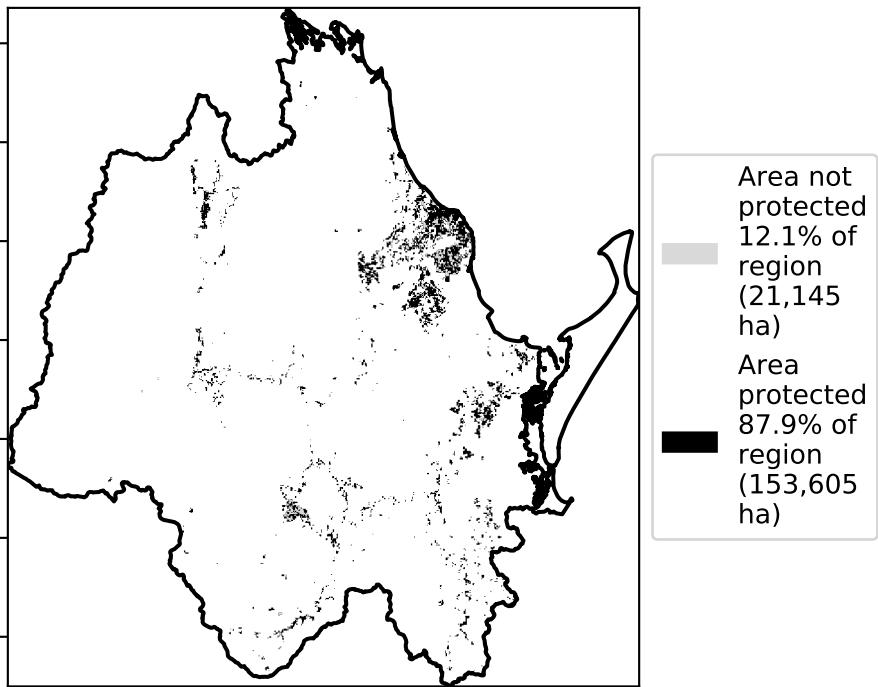 Area not
protected
12.1% of
region
(21,145
ha)
Area
protected
87.9% of
region
(153,605
ha)